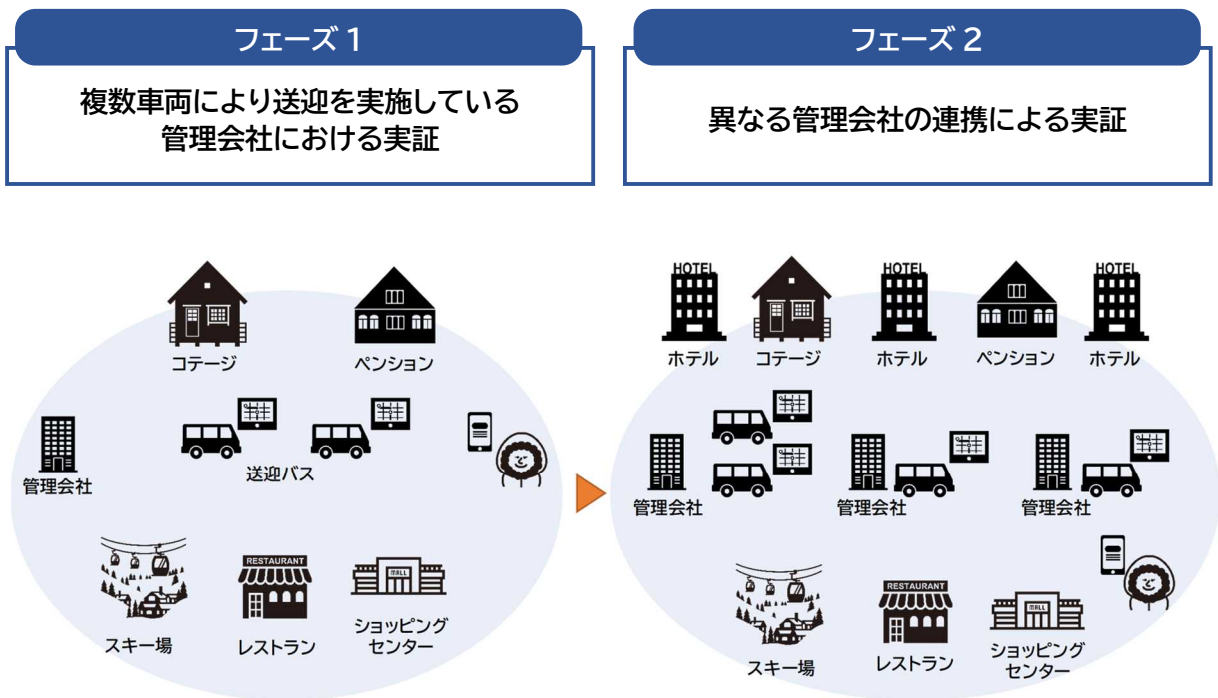 フェーズ 1
複数車両により送迎を実施している
管理会社における実証
コテージ
ペンション
送迎バス
管理会社
RESTAURANT
MALL
スキー場
レストラン
ショッピング
センター
フェーズ 2
異なる管理会社の連携による実証
HOTEL
HOTEL
HOTEL
ホテル
コテージ
ホテル
ペンション
ホテル
管理会社
管理会社
管理会社
RESTAURANT
MALL
スキー場
レストラン
ショッピング
センター